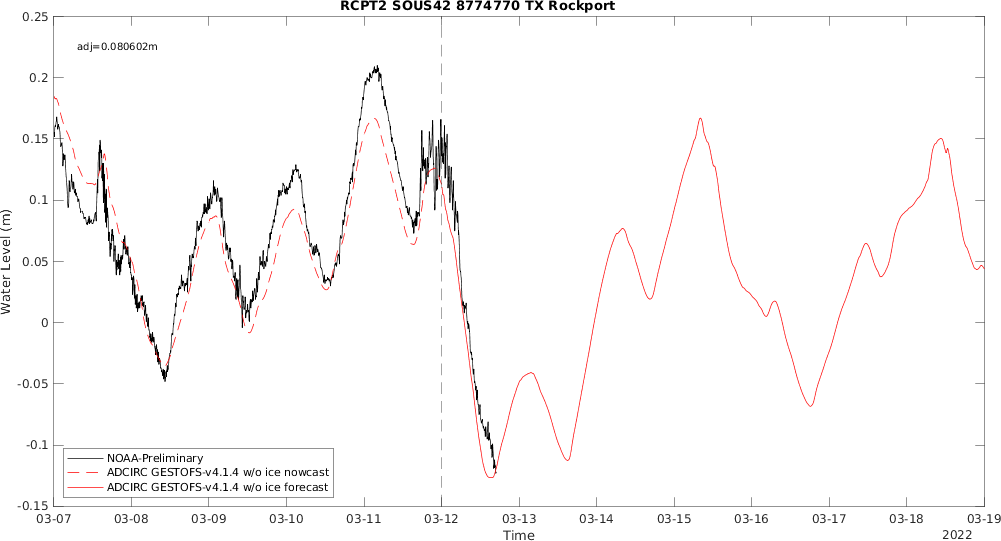 RCPT2 SOUS42 8774770 TX Rockport
adj=0.080602m
0.25
0.2
0.15
0.1
0.05
0
-0.05
-0.1
-0.15
Water Level (m)
NOAA-Preliminary
ADCIRC GESTOFS-v4.1.4 w/o ice nowcast
ADCIRC GESTOFS-v4.1.4 w/o ice forecast
03-07 03-08 03-09 03-10 03-11 03-12 03-13 03-14 03-15 03-16 03-17 03-18 03-19
Time
2022